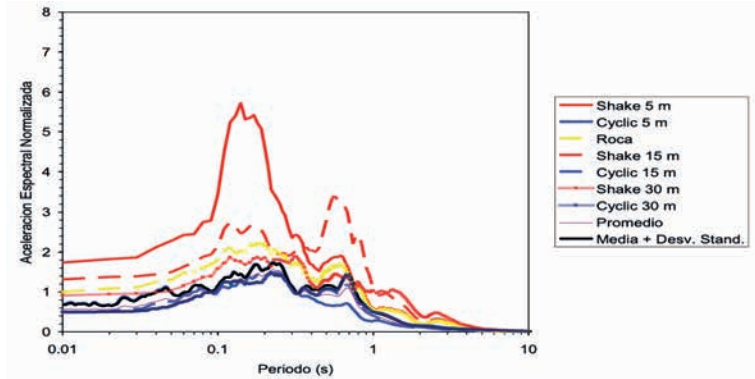 8
7
6
5
4
3
2
1
0
Aceleracion Espectral Normalizada
0.01
0.1
1
10
Periodo (s)
Shake 5 m
Cyclic 5 m
Roca
Shake 15 m
Cyclic 15 m
Shake 30 m
Cyclic 30 m
Promedio
Media + Desv. Stand.